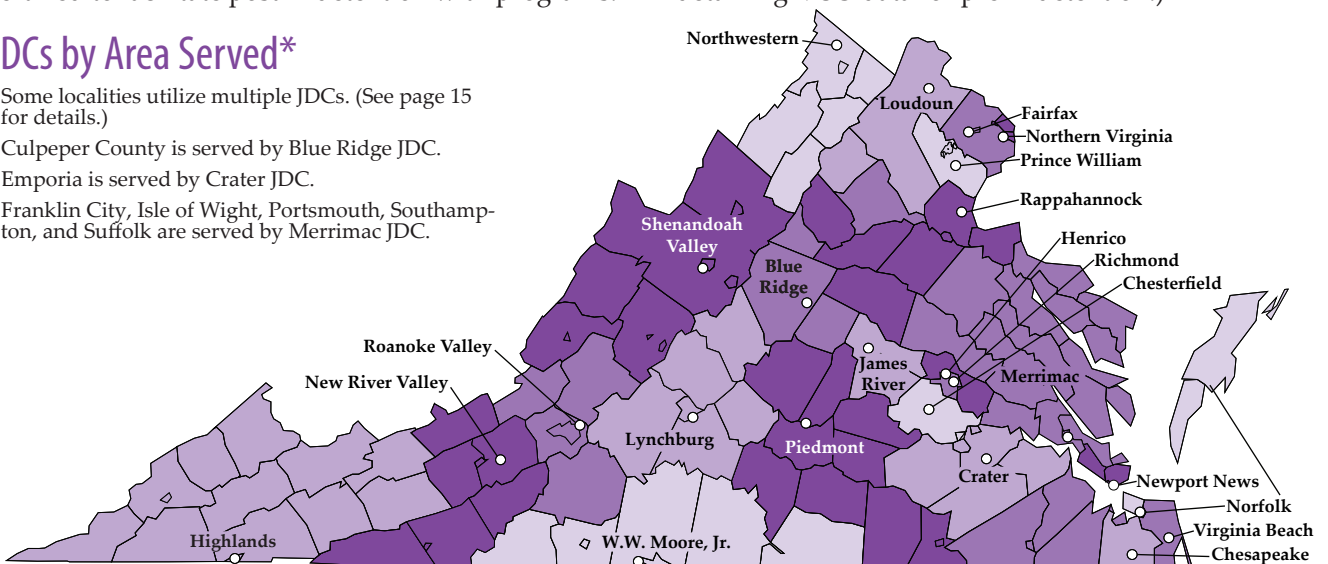 DCs by Area Served*
Some localities utilize multiple JDCs. (See page 15
for details.)
Culpeper County is served by Blue Ridge JDC.
Emporia is served by Crater JDC.
Franklin City, Isle of Wight, Portsmouth, Southamp-
ton, and Suffolk are served by Merrimac JDC.
Northwestern
Loudoun
Fairfax
Northern Virginia
Prince William
Rappahannock
Shenandoah
Valley
Henrico
Richmond
Chesterfield
Blue
Ridge
Roanoke Valley
New River Valley
James
River
Merrimac
Lynchburg
Piedmont
Crater
Newport News
Norfolk
Virginia Beach
Chesapeake
Highlands
W.W. Moore, Jr.